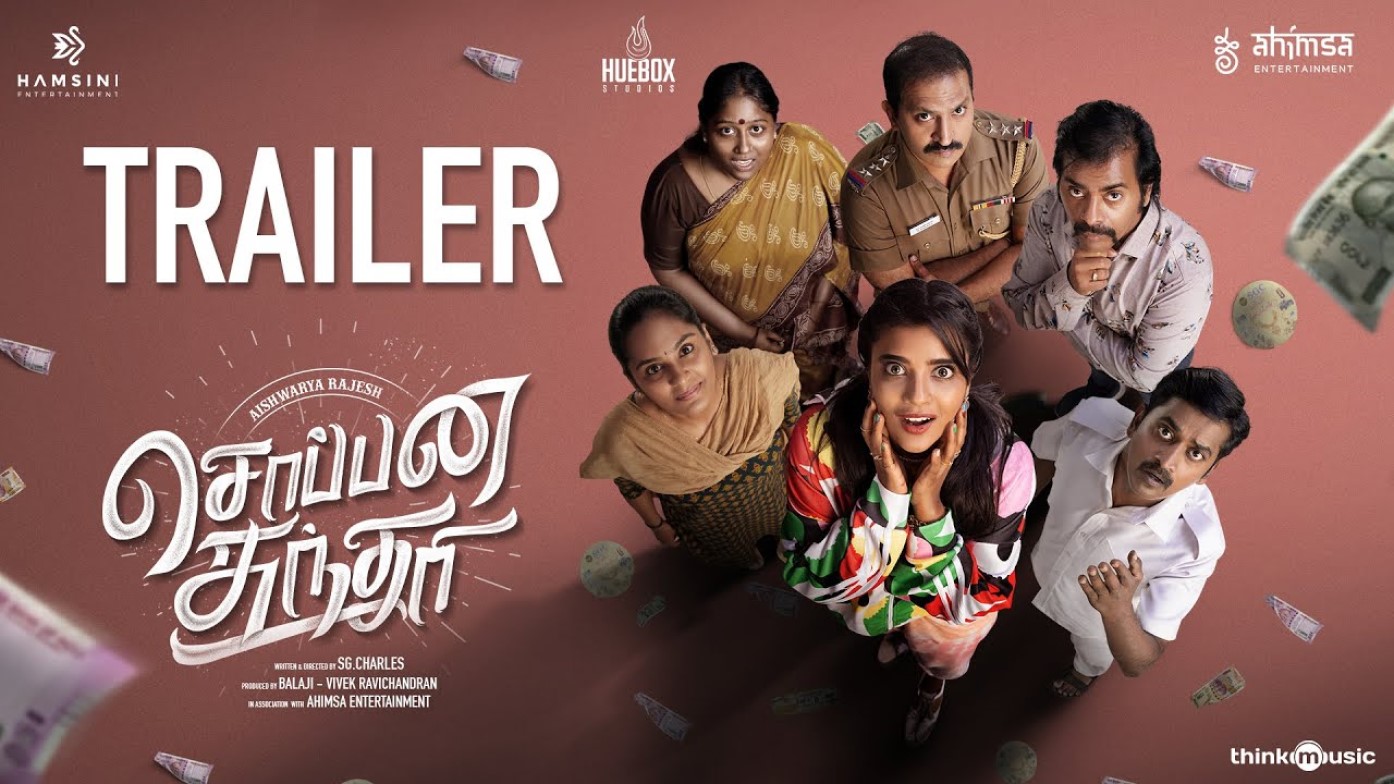 HAMSINI
ENTERTAINMENT
HUEBOX
STUDIOS
ahimsa
ENTERTAINMENT
TRAILER
AISHWARYA RAJESH
சொப்பன
சுந்தரி
WRITTEN & DIRECTED BY SG.CHARLES
PRODUCED BY BALAJI - VIVEK RAVICHANDRAN
IN ASSOCIATION WITH AHIMSA ENTERTAINMENT
think music